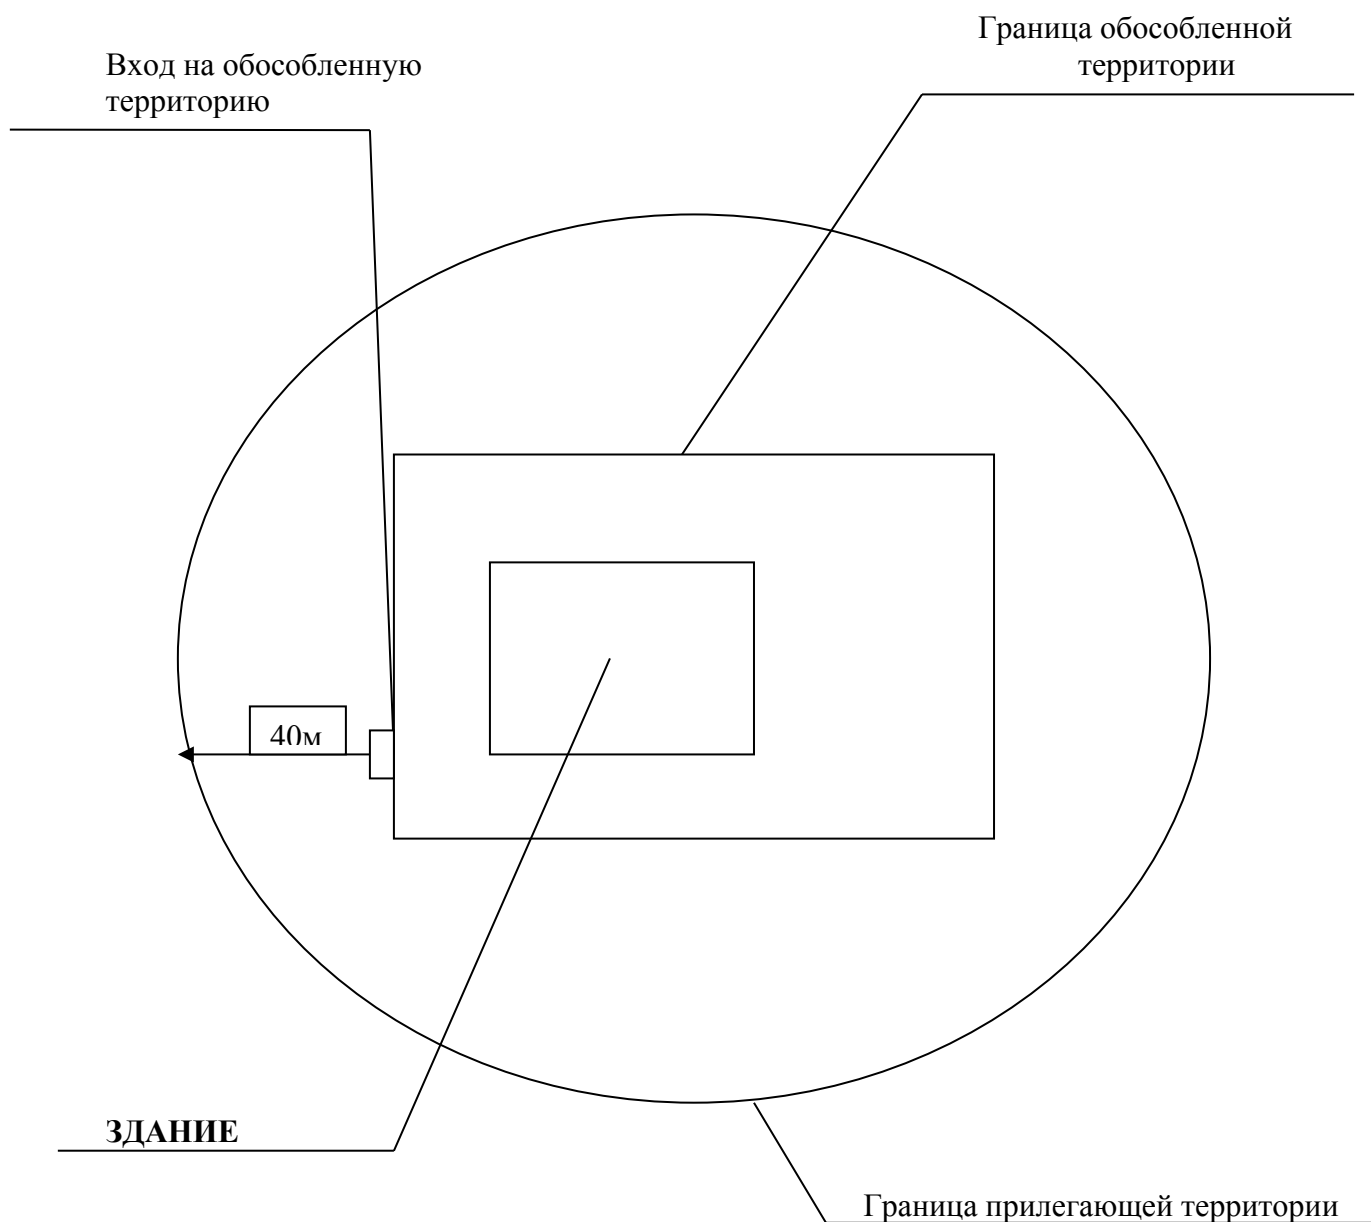 Граница обособленной
территории
Вход на обособленную
территорию
40м
ЗДАНИЕ
Граница прилегающей территории